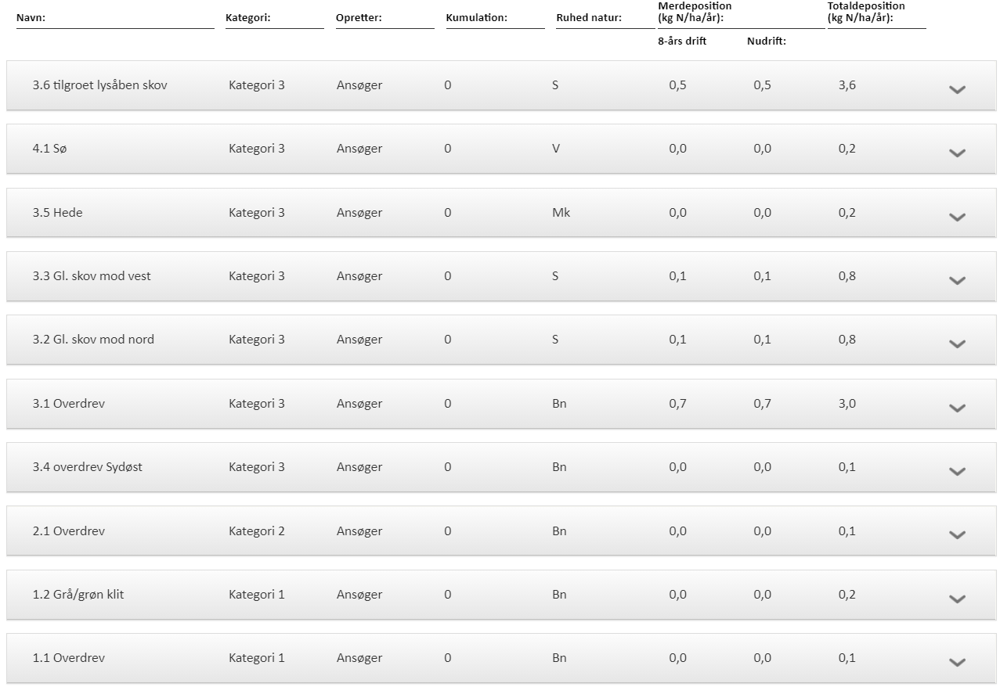 Navn: Kategori: Opretter: Kumulation: Ruhed natur: Merdeposition (kg N/ha/år): Totaldeposition (kg N/ha/år):
8-års drift Nudrift:
3.6 tilgroet lysåben skov Kategori 3 Ansøger 0 S 0,5 0,5 3,6
4.1 Sø Kategori 3 Ansøger 0 V 0,0 0,0 0,2
3.5 Hede Kategori 3 Ansøger 0 Mk 0,0 0,0 0,2
3.3 Gl. skov mod vest Kategori 3 Ansøger 0 S 0,1 0,1 0,8
3.2 Gl. skov mod nord Kategori 3 Ansøger 0 S 0,1 0,1 0,8
3.1 Overdrev Kategori 3 Ansøger 0 Bn 0,7 0,7 3,0
3.4 overdrev Sydøst Kategori 3 Ansøger 0 Bn 0,0 0,0 0,1
2.1 Overdrev Kategori 2 Ansøger 0 Bn 0,0 0,0 0,1
1.2 Grå/grøn klit Kategori 1 Ansøger 0 Bn 0,0 0,0 0,2
1.1 Overdrev Kategori 1 Ansøger 0 Bn 0,0 0,0 0,1